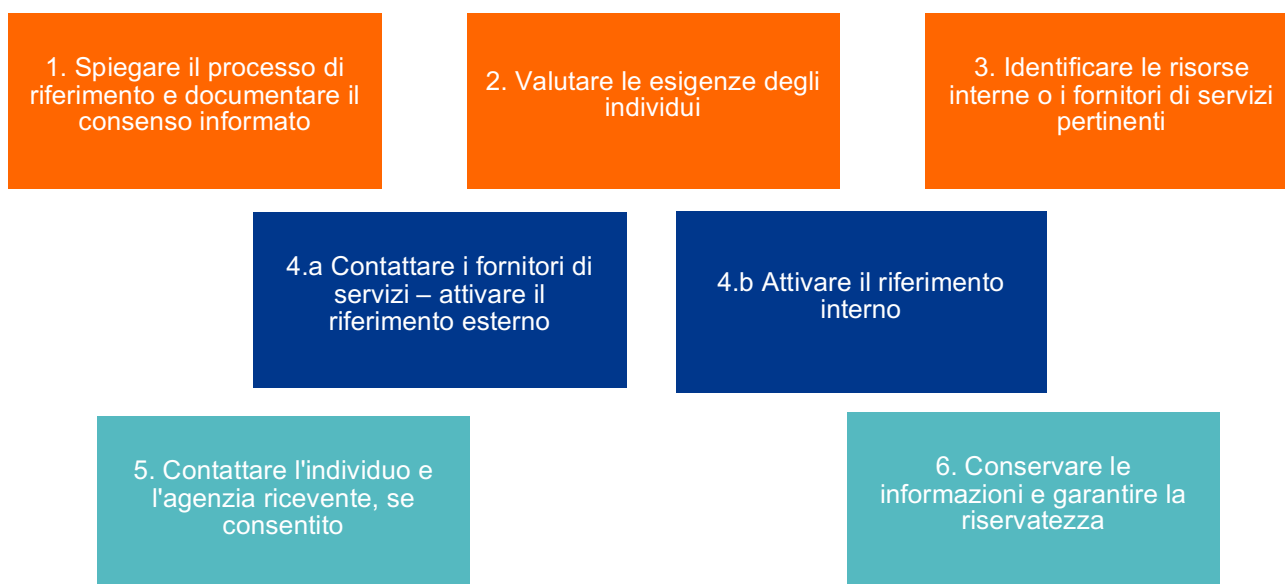 1. Spiegare il processo di
riferimento e documentare il
consenso informato
2. Valutare le esigenze degli
individui
3. Identificare le risorse
interne o i fornitori di servizi
pertinenti
4.a Contattare i fornitori di
servizi – attivare il
riferimento esterno
4.b Attivare il riferimento
interno
5. Contattare l'individuo e
l'agenzia ricevente, se
consentito
6. Conservare le
informazioni e garantire la
riservatezza